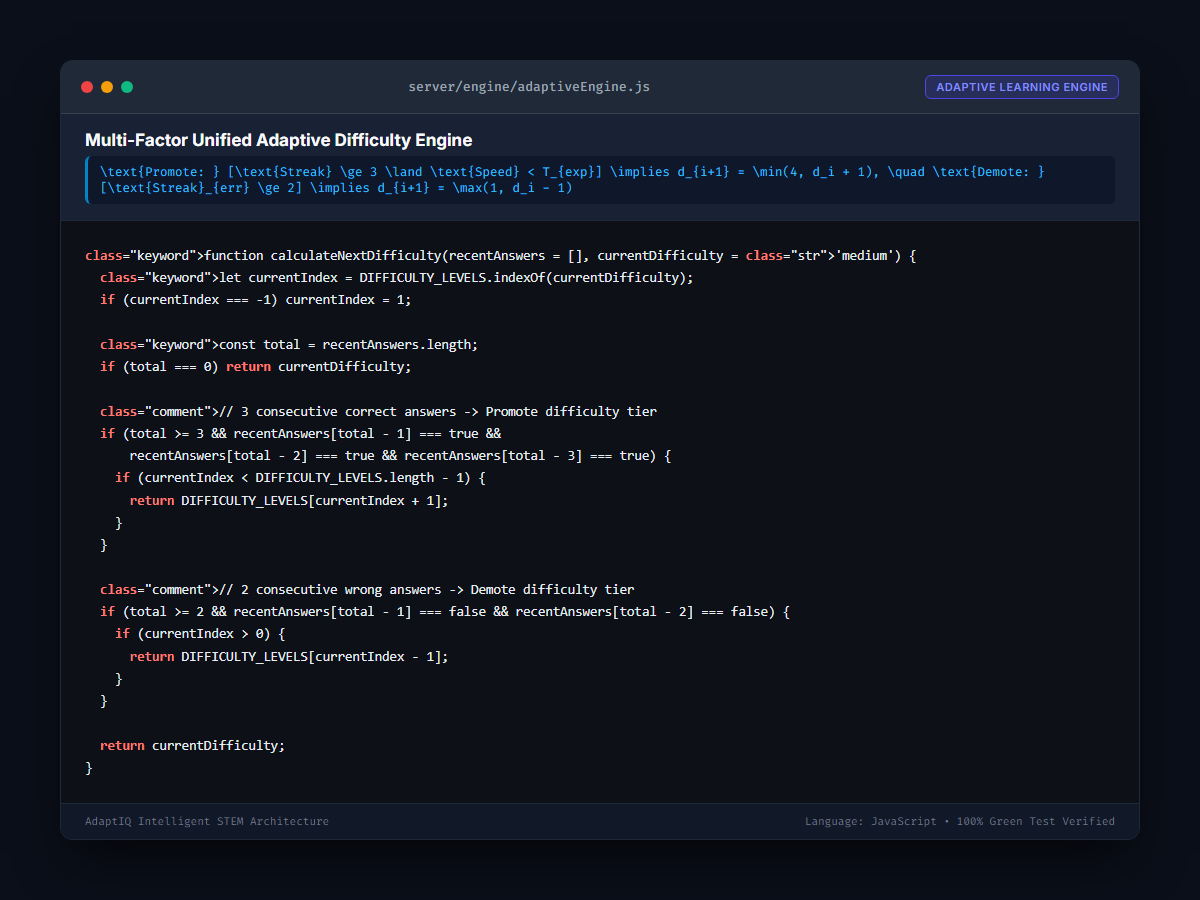 server/engine/adaptiveEngine.js
ADAPTIVE LEARNING ENGINE
Multi-Factor Unified Adaptive Difficulty Engine
\text{Promote: } [\text{Streak} \ge 3 \land \text{Speed} < T_{exp}] \implies d_{i+1} = \min(4, d_i + 1), \quad \text{Demote: }
[\text{Streak}_{err} \ge 2] \implies d_{i+1} = \max(1, d_i - 1)
class="keyword">function calculateNextDifficulty(recentAnswers = [], currentDifficulty = class="str">'medium') {
  class="keyword">let currentIndex = DIFFICULTY_LEVELS.indexOf(currentDifficulty);
  if (currentIndex === -1) currentIndex = 1;
  class="keyword">const total = recentAnswers.length;
  if (total === 0) return currentDifficulty;
  class="comment">// 3 consecutive correct answers -> Promote difficulty tier
  if (total >= 3 && recentAnswers[total - 1] === true &&
      recentAnswers[total - 2] === true && recentAnswers[total - 3] === true) {
    if (currentIndex < DIFFICULTY_LEVELS.length - 1) {
      return DIFFICULTY_LEVELS[currentIndex + 1];
    }
  }
  class="comment">// 2 consecutive wrong answers -> Demote difficulty tier
  if (total >= 2 && recentAnswers[total - 1] === false && recentAnswers[total - 2] === false) {
    if (currentIndex > 0) {
      return DIFFICULTY_LEVELS[currentIndex - 1];
    }
  }
  return currentDifficulty;
}
AdaptIQ Intelligent STEM Architecture
Language: JavaScript • 100% Green Test Verified